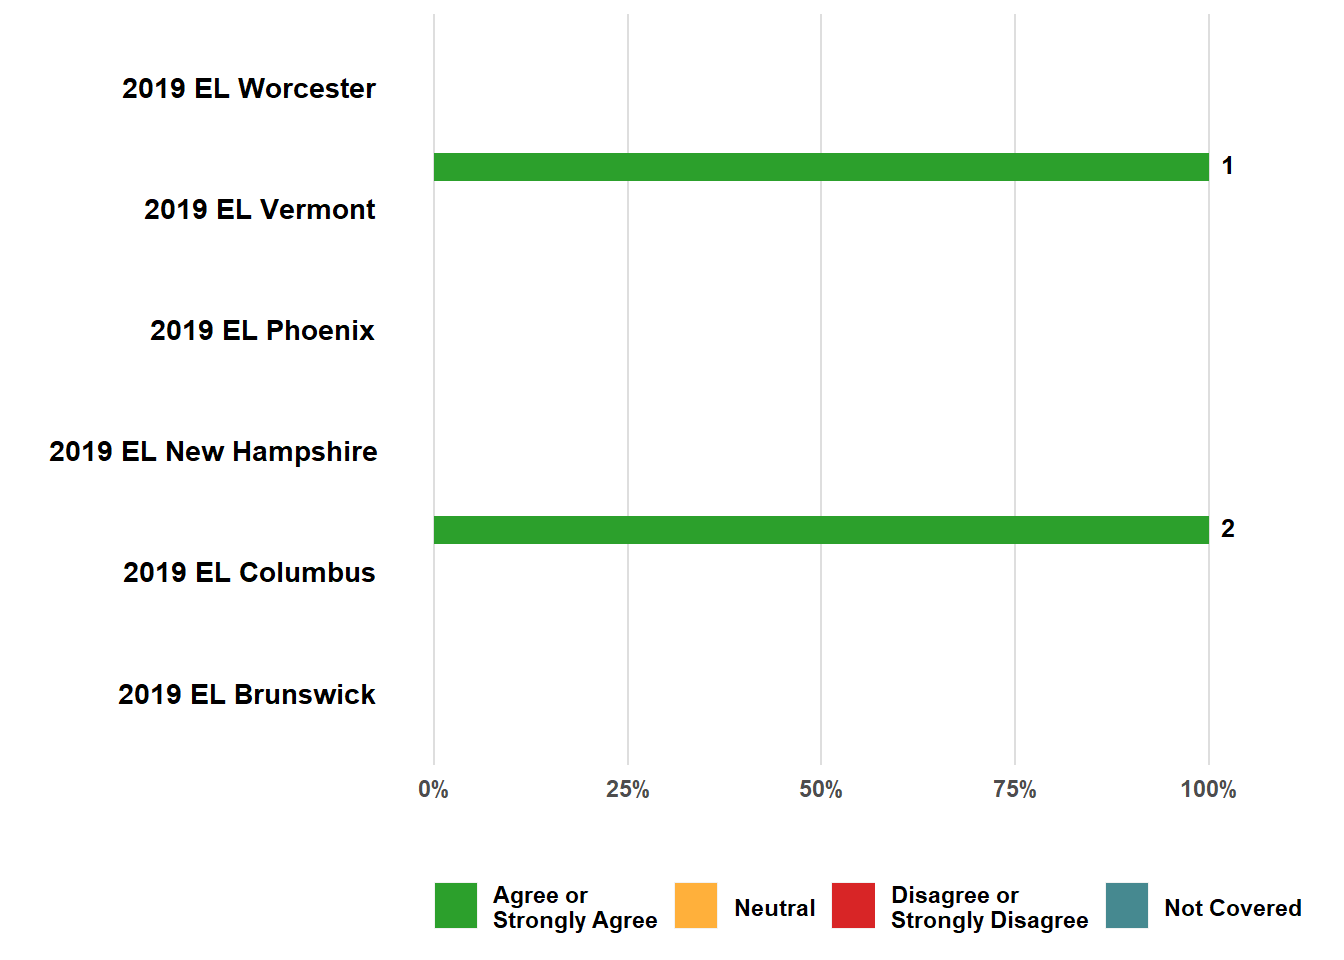 2019 EL Worcester
1
2019 EL Vermont
2019 EL Phoenix
2019 EL New Hampshire
2
2019 EL Columbus
2019 EL Brunswick
0% 25% 50% 75% 100%
Agree or
Strongly Agree
Neutral
Disagree or
Strongly Disagree
Not Covered